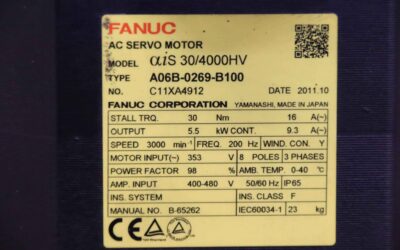 FANUC
AC SERVO MOTOR
MODEL αiS 30/4000HV
TYPE A06B-0269-B100
NO. C11XA4912 DATE 2011.10
FANUC CORPORATION YAMANASHI, MADE IN JAPAN
STALL TRQ. 30 Nm 16 A(~)
OUTPUT 5.5 kW CONT. 9.3 A(~)
SPEED 3000 min-1 FREQ. 200 Hz WIND. CON. Y
MOTOR INPUT(~) 353 V 8 POLES 3 PHASES
POWER FACTOR 98 % AMB. TEMP. 0-40 ℃
AMP. INPUT 400-480 V 50/60 Hz IP65
INS. CLASS F
MANUAL NO. B-65262 IEC60034-1 23 kg
CE